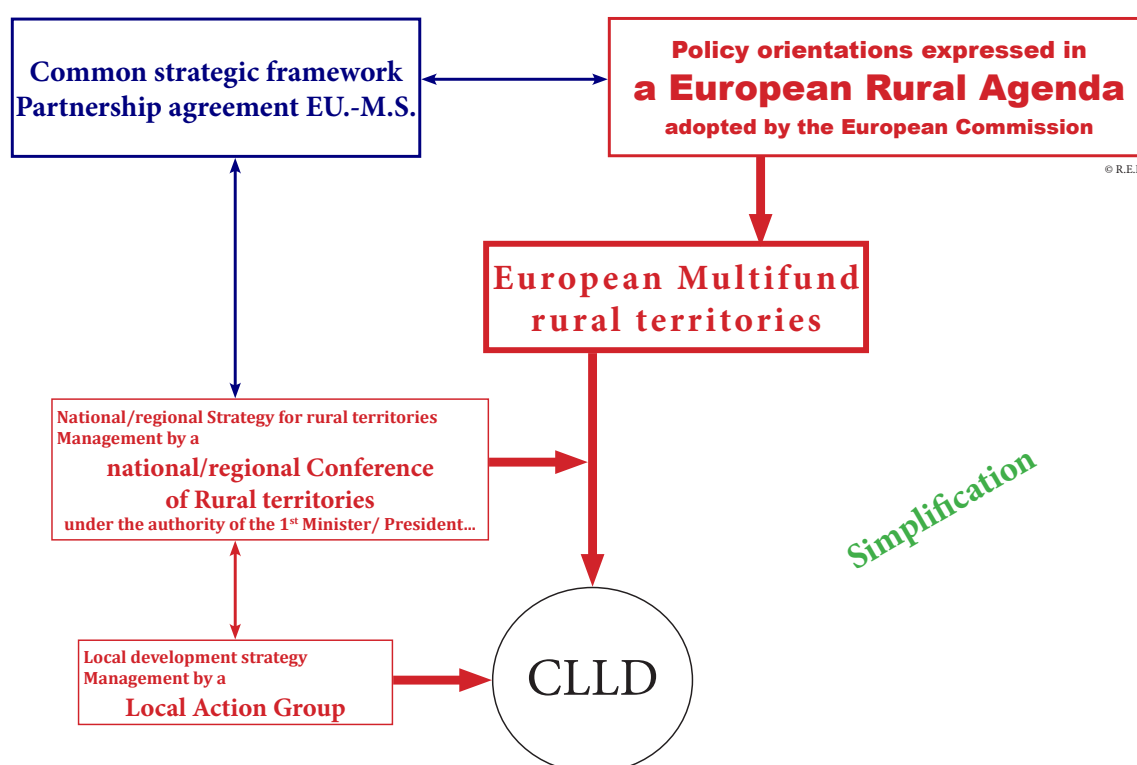 Common strategic framework
Partnership agreement EU.-M.S.
Policy orientations expressed in
a European Rural Agenda
adopted by the European Commission
© R.E.
European Multifund
rural territories
National/regional Strategy for rural territories
Management by a
national/regional Conference
of Rural territories
under the authority of the 1st Minister/ President...
Simplification
Local development strategy
Management by a
Local Action Group
CLLD